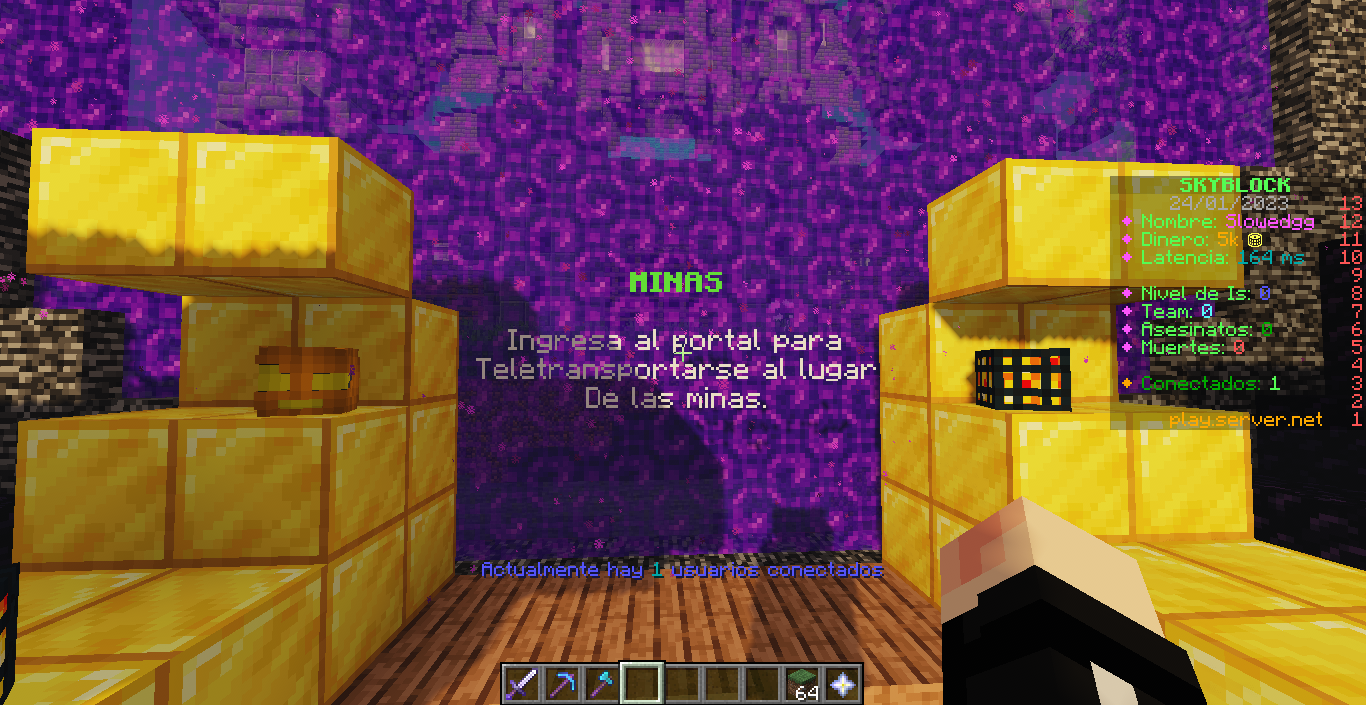 SKYBLOCK
24/01/2023 13
Nombre: Slowedgg 12
Dinero: 5k 11
Latencia: 164 ms 10
9
Nivel de Is: 0 8
Team: 0 7
Asesinatos: 0 6
Muertes: 0 5
4
Conectados: 1 3
2
play.server.net 1
MINAS
Ingresa al portal para
Teletransportarse al lugar
De las minas.
Actualmente hay 1 usuarios conectados
64